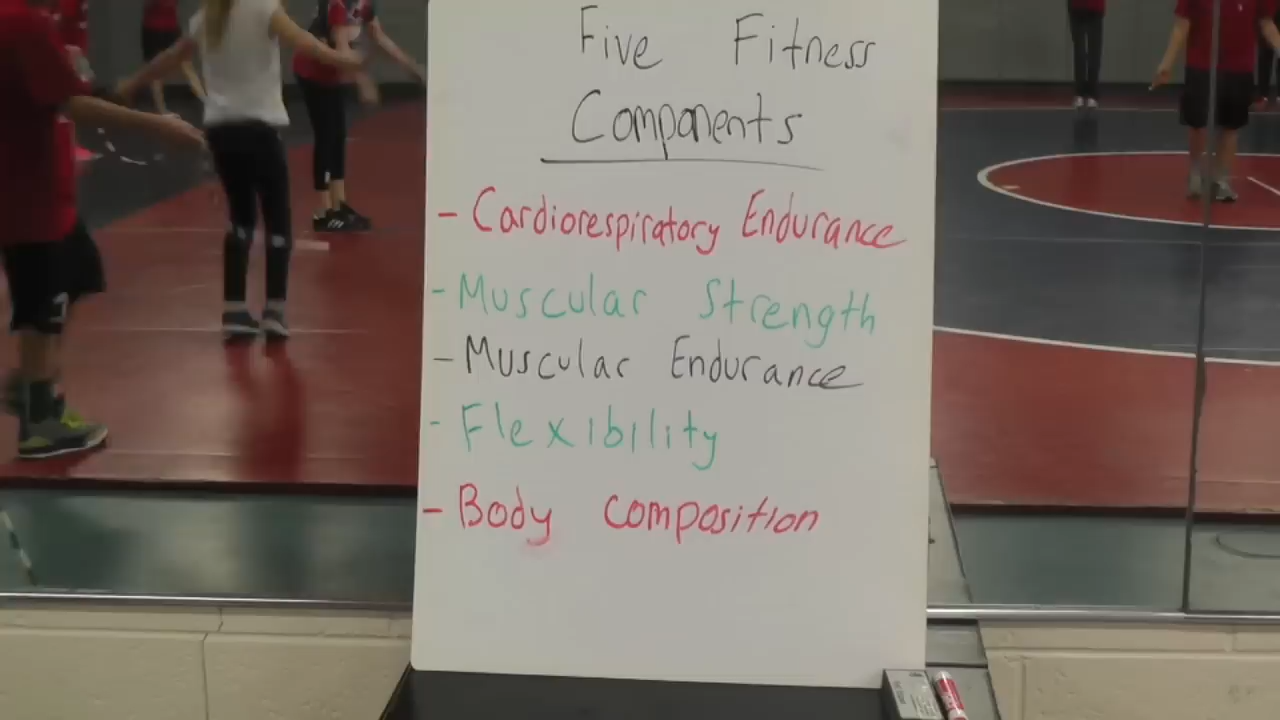 Five Fitness
Components
- Cardiorespiratory Endurance
- Muscular Strength
- Muscular Endurance
- Flexibility
- Body composition